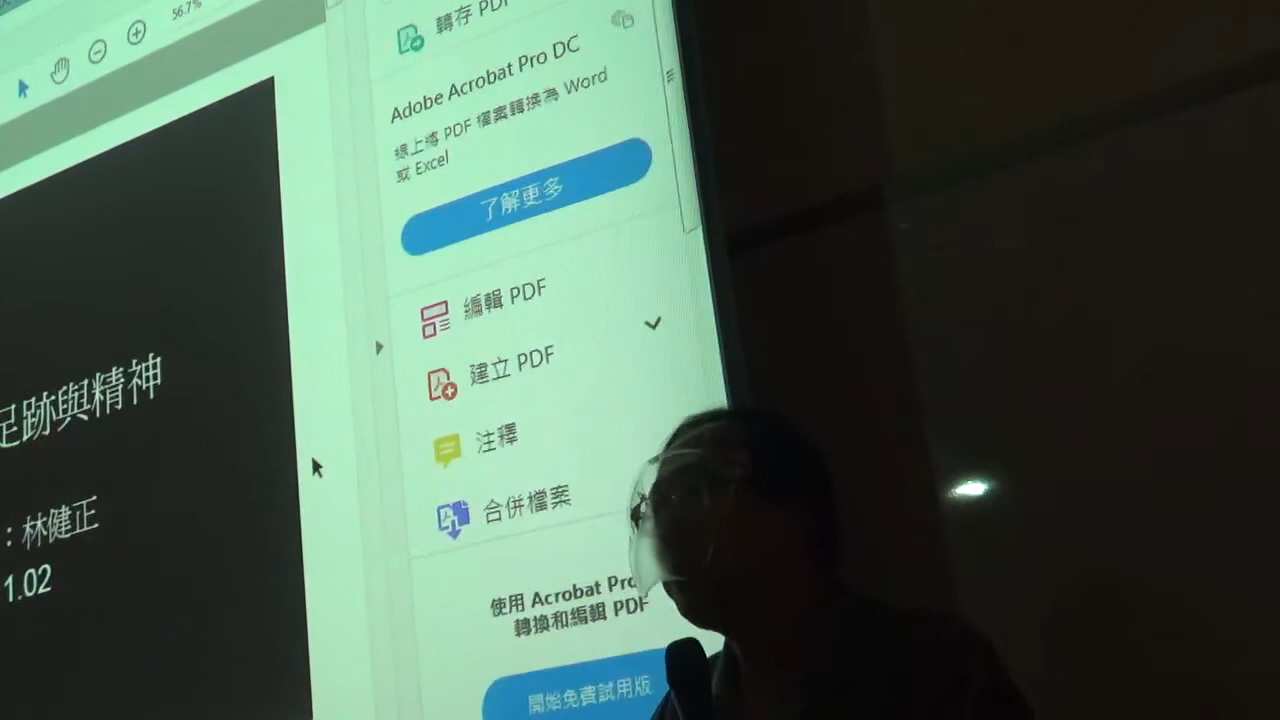 56.7%
轉存 PDF
Adobe Acrobat Pro DC
線上將 PDF 檔案轉換為 Word
或 Excel
了解更多
編輯 PDF
建立 PDF
注釋
合併檔案
使用 Acrobat Pro
轉換和編輯 PDF
開始免費試用版
足跡與精神
：林健正
1.02